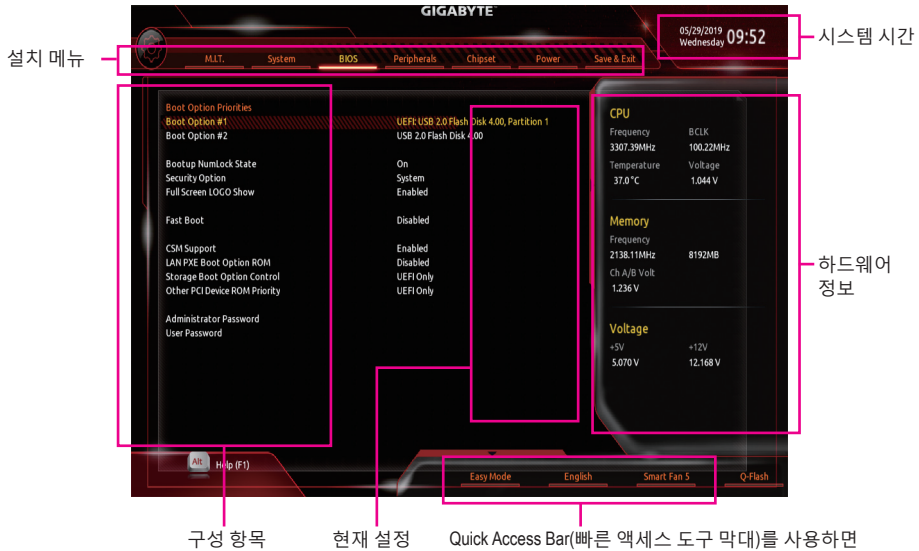 GIGABYTE™
05/29/2019
Wednesday 09:52
시스템 시간
설치 메뉴
M.I.T. System BIOS Peripherals Chipset Power Save & Exit
Boot Option Priorities
Boot Option #1 UEFI: USB 2.0 Flash Disk 4.00, Partition 1
Boot Option #2 USB 2.0 Flash Disk 4.00
Bootup NumLock State On
Security Option System
Full Screen LOGO Show Enabled
Fast Boot Disabled
CSM Support Enabled
LAN PXE Boot Option ROM Disabled
Storage Boot Option Control UEFI Only
Other PCI Device ROM Priority UEFI Only
Administrator Password
User Password
CPU
Frequency BCLK
3307.39MHz 100.22MHz
Temperature Voltage
37.0 °C 1.044 V
Memory
Frequency
2138.11MHz 8192MB
Ch A/B Volt
1.236 V
Voltage
+5V +12V
5.070 V 12.168 V
하드웨어
정보
Alt Help (F1)
Easy Mode English Smart Fan 5 Q-Flash
구성 항목 현재 설정 Quick Access Bar(빠른 액세스 도구 막대)를 사용하면